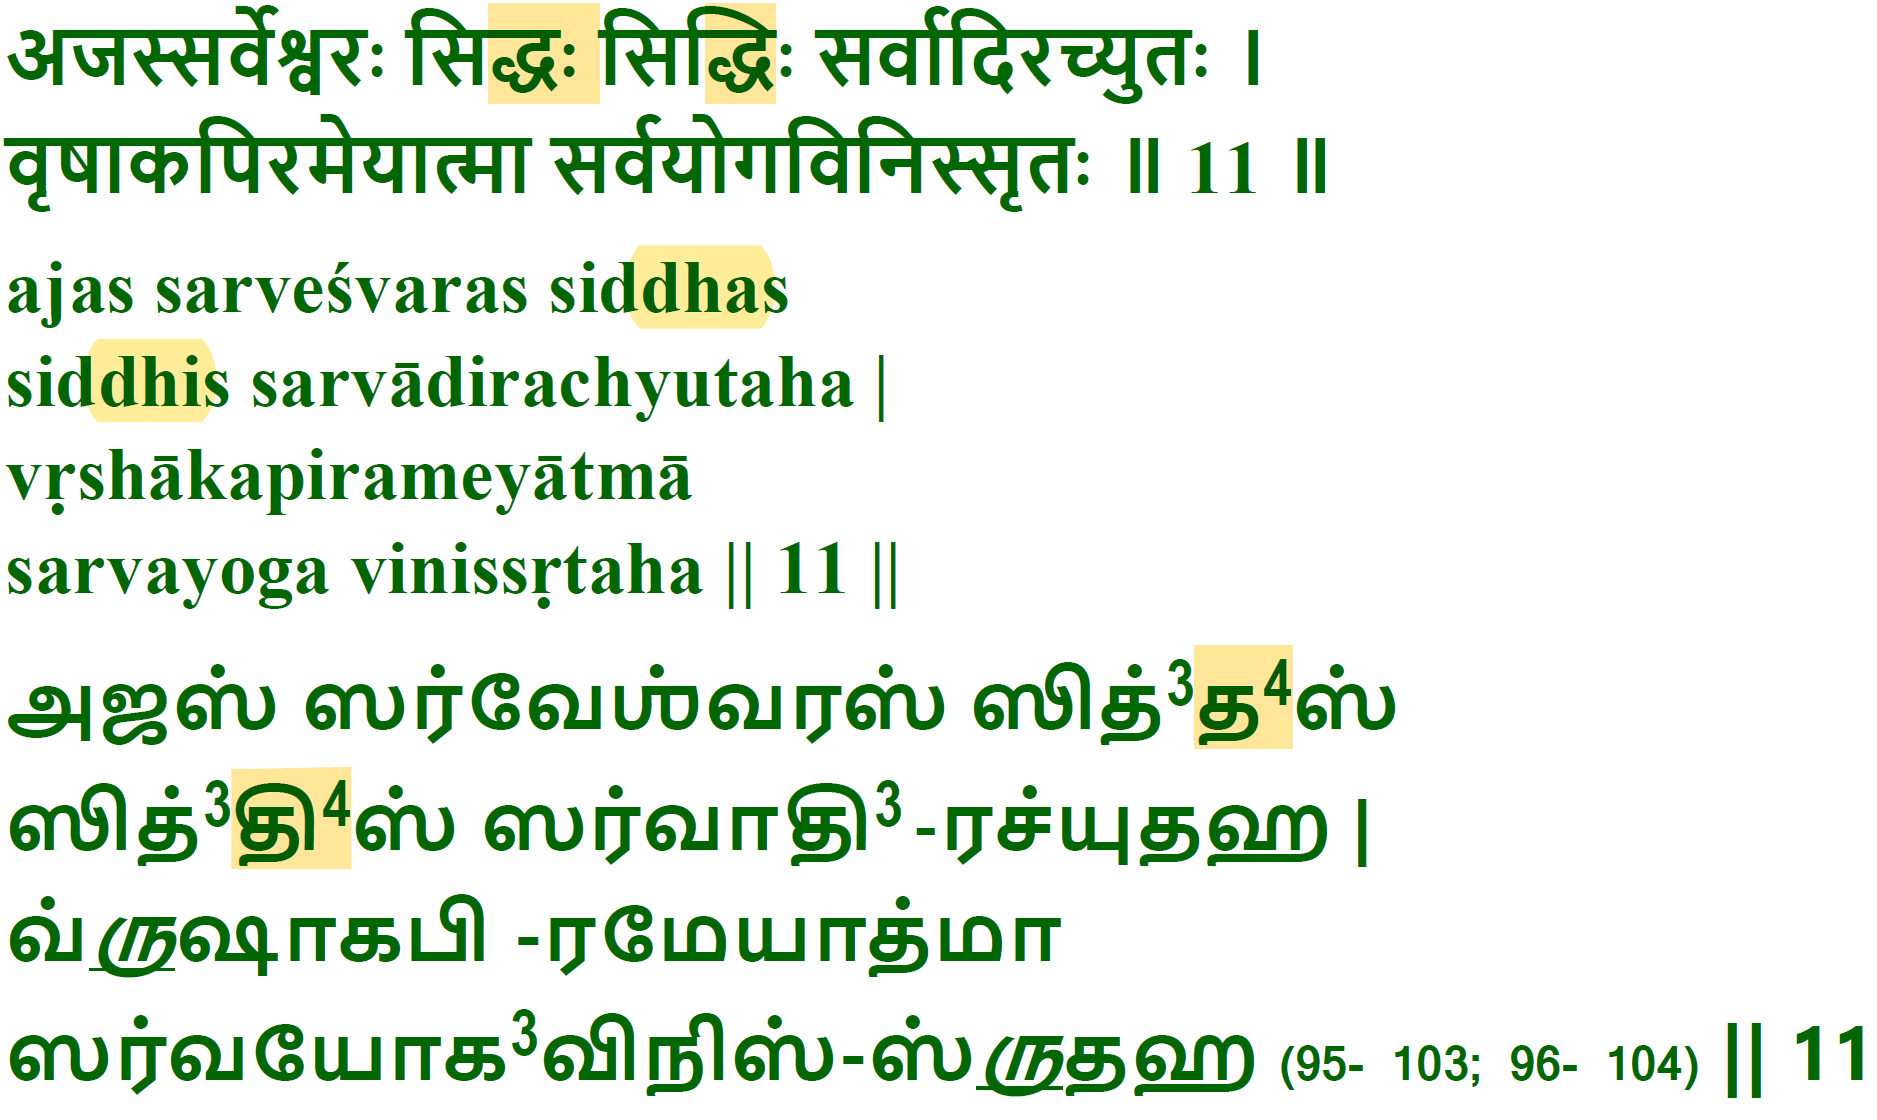 अजस्सर्वेश्वरः सिद्धः सिद्धिः सर्वादिरच्युतः ।
वृषाकपिरमेयात्मा सर्वयोगविनिस्सृतः ॥ 11 ॥
ajas sarveśvaras siddhas
siddhis sarvādirachyutaha |
vṛshākapirameyātmā
sarvayoga vinissṛtaha || 11 ||
அஜஸ் ஸர்வேஶ்வரஸ் ஸித்³த⁴ஸ்
ஸித்³தி⁴ஸ் ஸர்வாதி³ -ரச்யுதஹ |
வ்ருஷாகபி -ரமேயாத்மா
ஸர்வயோக³விநிஸ்-ஸ்ருதஹ (95- 103; 96- 104) || 11